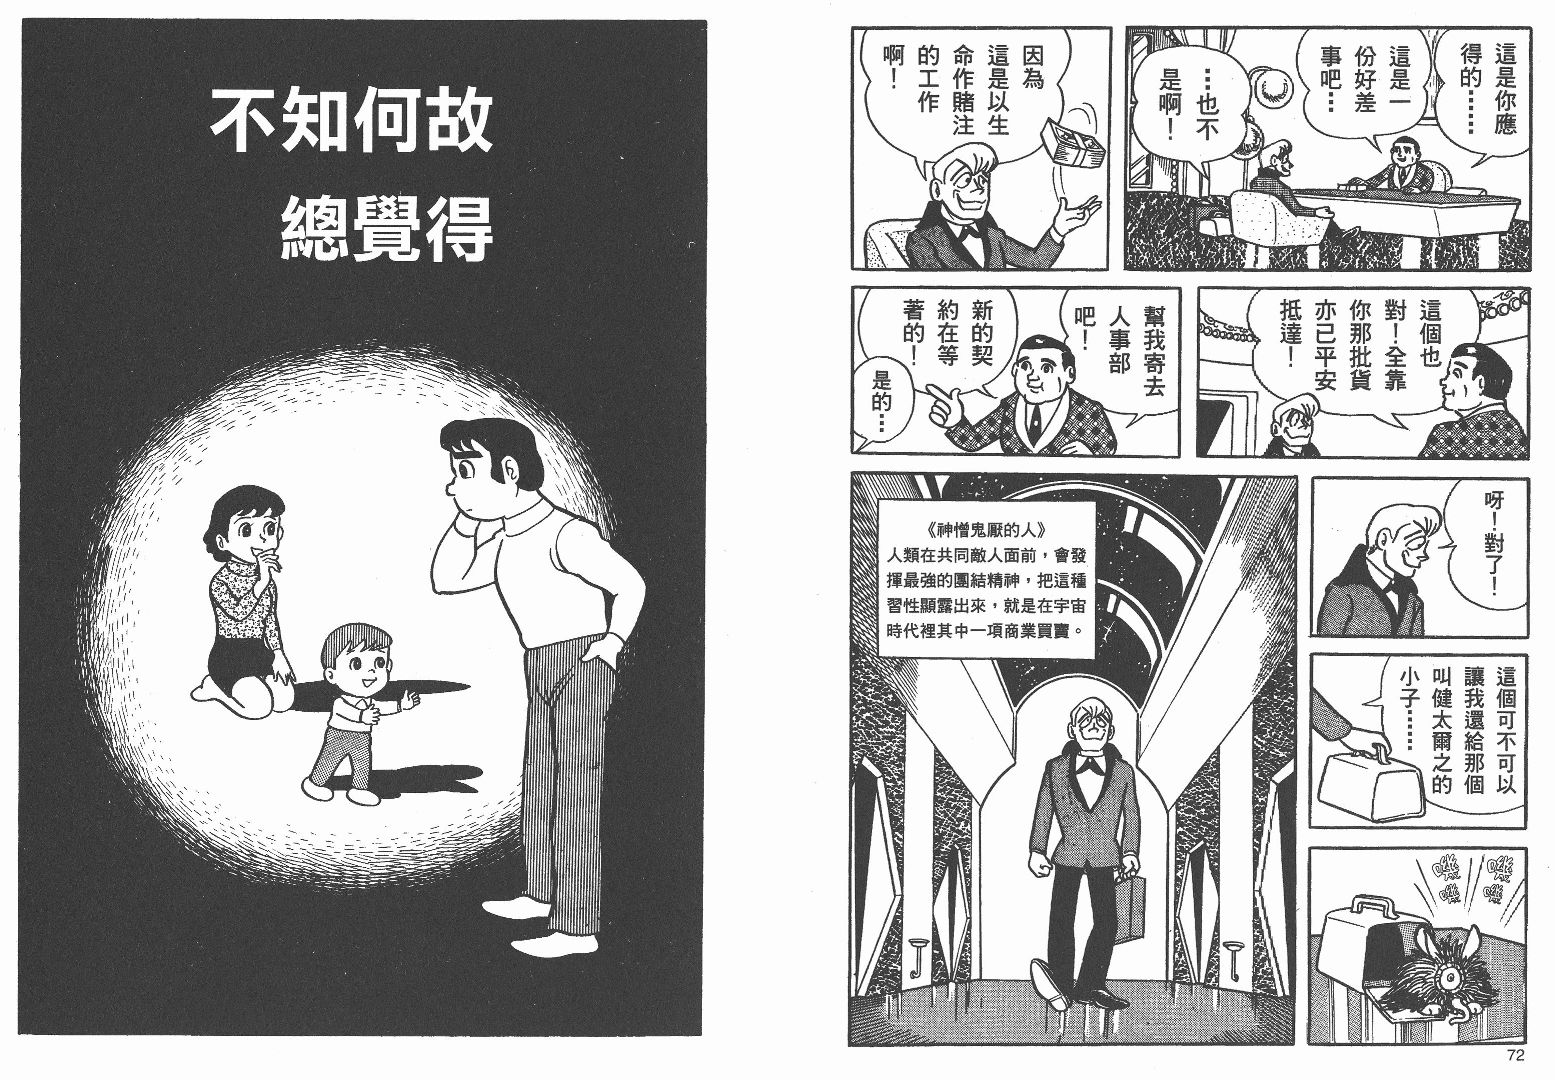 這是你應
得的……
這是一
份好差
事吧…
…也不
是啊！
因為
這是以生
命作賭注
的工作
啊！
這個也
對！全靠
你那批貨
亦已平安
抵達！
幫我寄去
人事部
吧！
新的契
約在等
著的！
是的…
呀！對了！
這個可不可以
讓我還給那個
叫健太爾之的
小子……
《神憎鬼厭的人》
人類在共同敵人面前，會發
揮最強的團結精神，把這種
習性顯露出來，就是在宇宙
時代裡其中一項商業買賣。
72
不知何故
總覺得